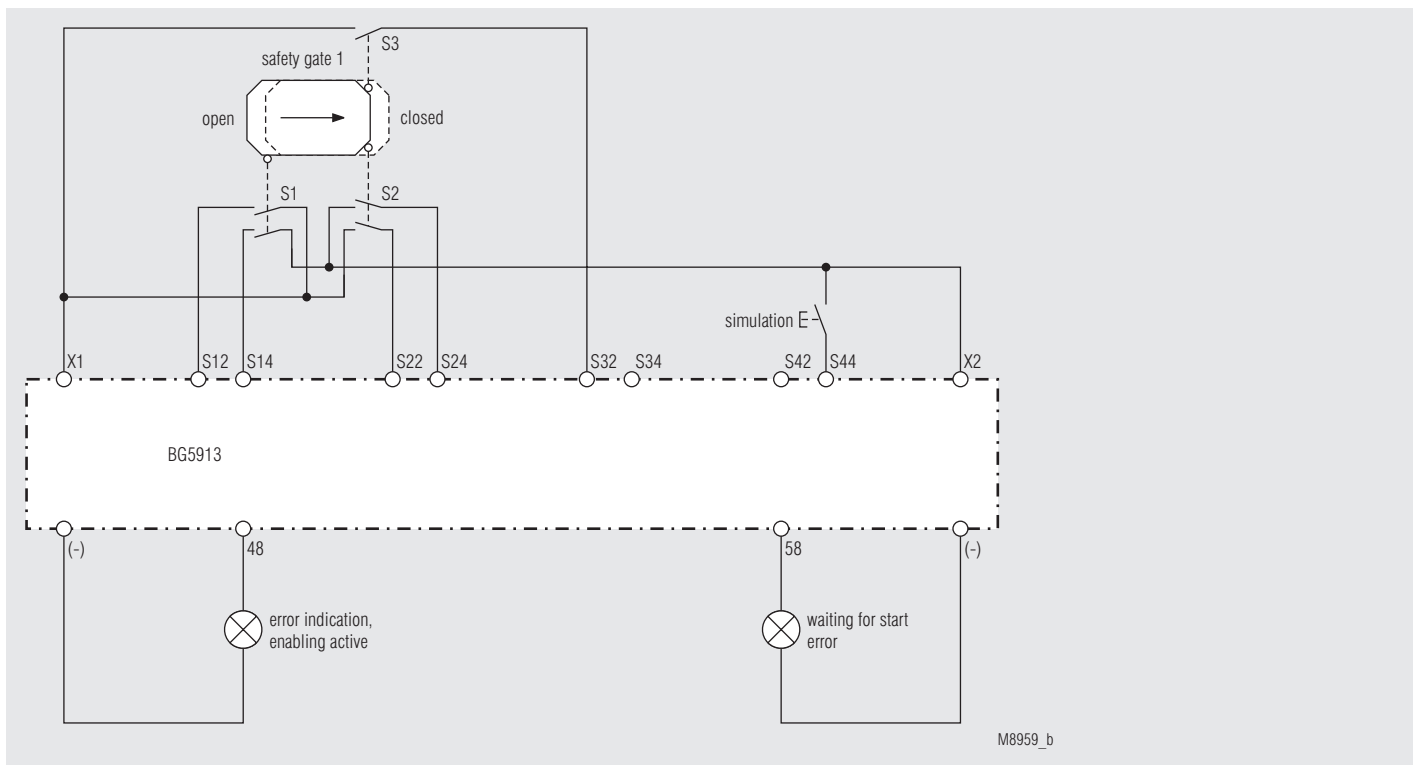 S3
safety gate 1
open
closed
S1
S2
simulation
X1
S12
S14
S22
S24
S32
S34
S42
S44
X2
BG5913
(-)
48
58
(-)
error indication,
enabling active
waiting for start
error
M8959_b